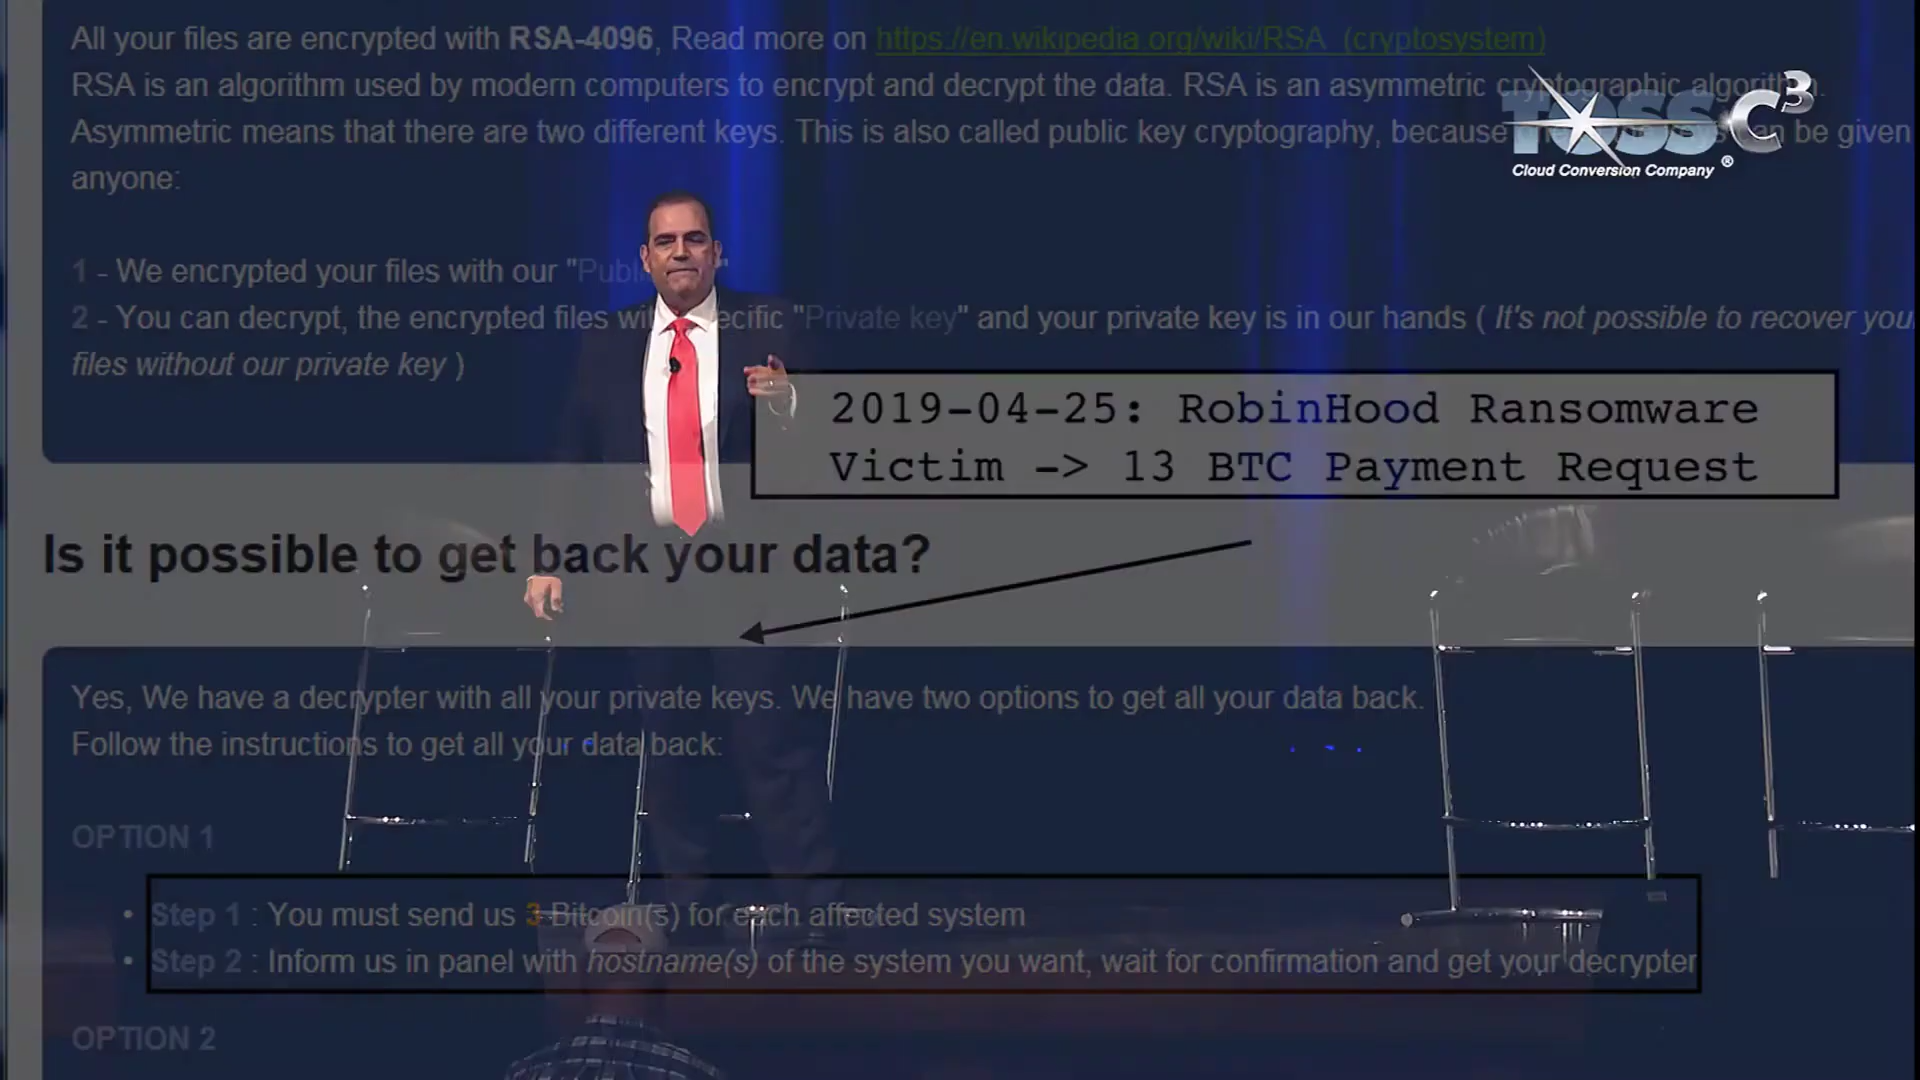 All your files are encrypted with RSA-4096, Read more on https://en.wikipedia.org/wiki/RSA_(cryptosystem)
RSA is an algorithm used by modern computers to encrypt and decrypt the data. RSA is an asymmetric cryptographic algorithm.
Asymmetric means that there are two different keys. This is also called public key cryptography, because be given
anyone:
TOSS C3
Cloud Conversion Company ®
1 - We encrypted your files with our "
2 - You can decrypt, the encrypted files "Private key" and your private key is in our hands ( It's not possible to recover
files without our private key )
2019-04-25: RobinHood Ransomware
Victim -> 13 BTC Payment Request
Is it possible to get back your data?
Yes, We have a decrypter with all your private keys. We have two options to get all your data back.
Follow the instructions to get all your data back:
OPTION 1
• Step 1 : You must send us 3 Bitcoin(s) for each affected system
• Step 2 : Inform us in panel with hostname(s) of the system you want, wait for confirmation and get your decrypter
OPTION 2